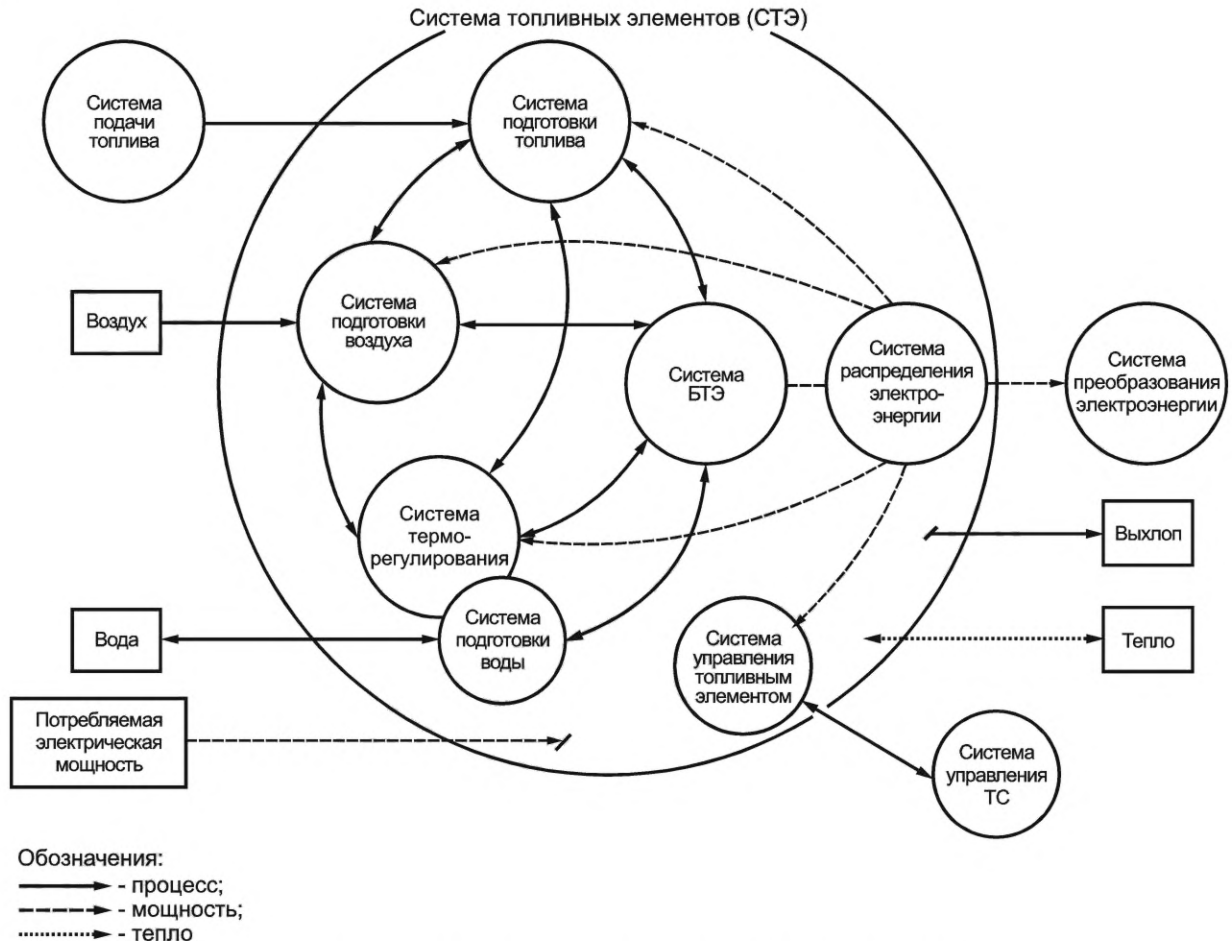 Система топливных элементов (СТЭ)
Система
подачи
топлива
Система
подготовки
топлива
Воздух
Система
подготовки
воздуха
Система
БТЭ
Система
распределения
электро-
энергии
Система
преобразования
электроэнергии
Система
термо-
регулирования
Выхлоп
Вода
Система
подготовки
воды
Система
управления
топливным
элементом
Тепло
Потребляемая
электрическая
мощность
Система
управления
ТС
Обозначения:
- процесс;
- мощность;
- тепло